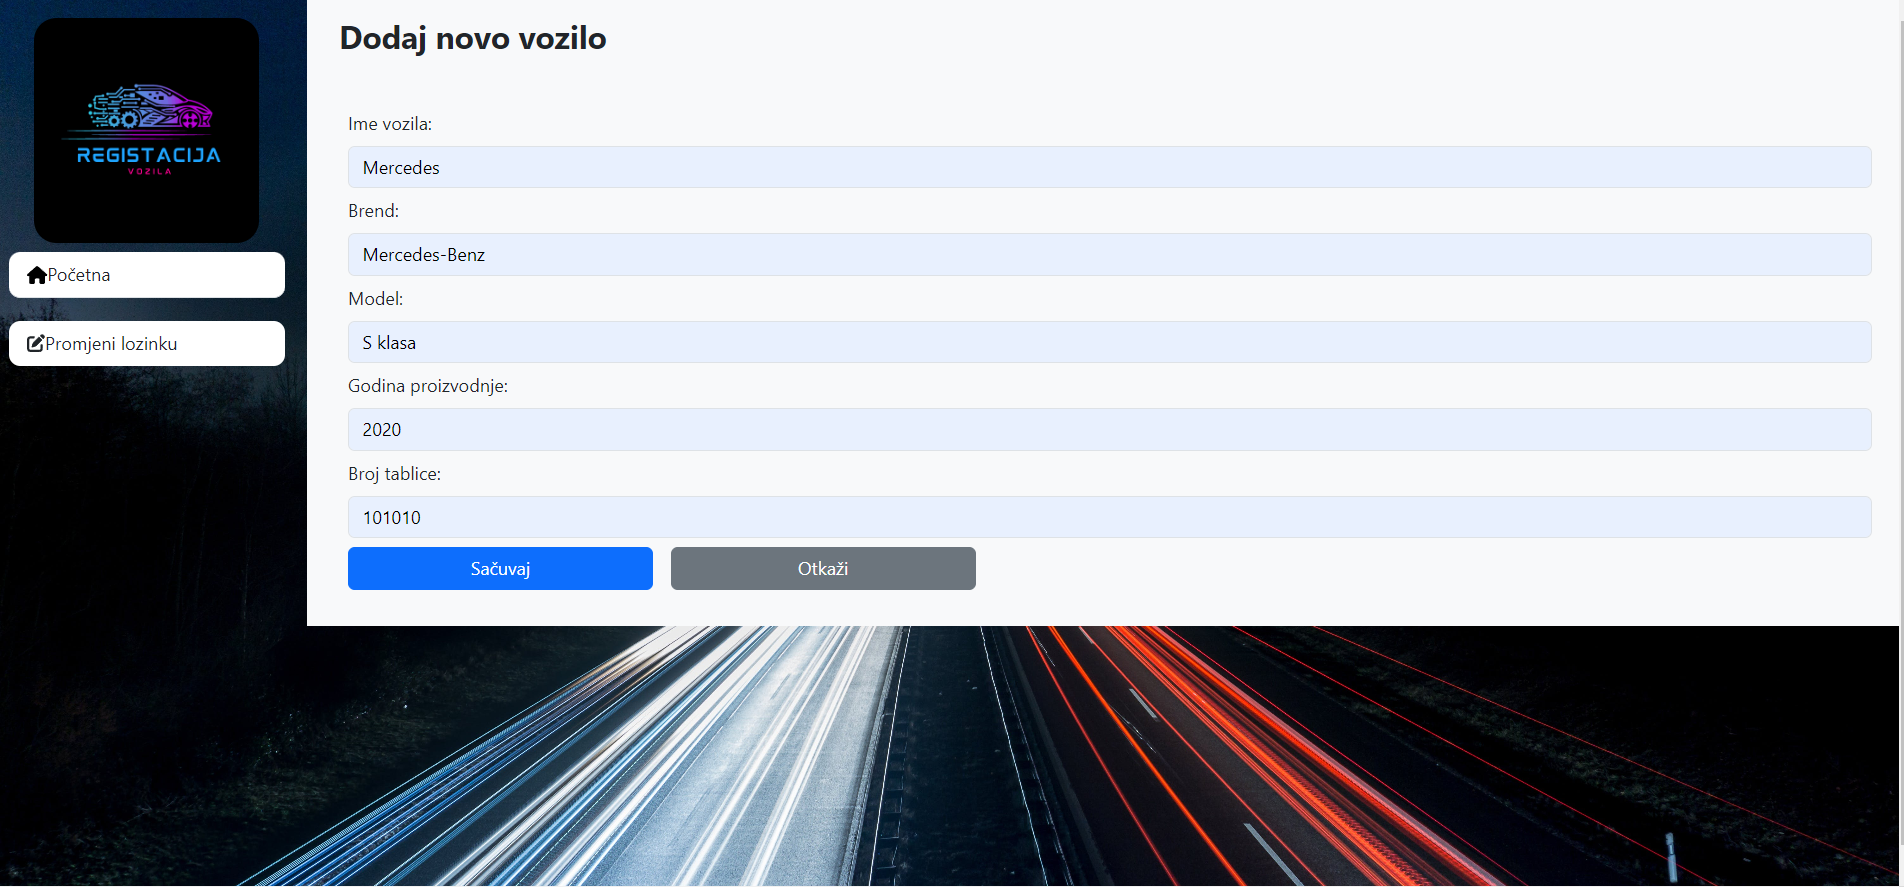 REGISTACIJA
VOZILA
Početna
Promjeni lozinku
Dodaj novo vozilo
Ime vozila:
Mercedes
Brend:
Mercedes-Benz
Model:
S klasa
Godina proizvodnje:
2020
Broj tablice:
101010
Sačuvaj
Otkaži